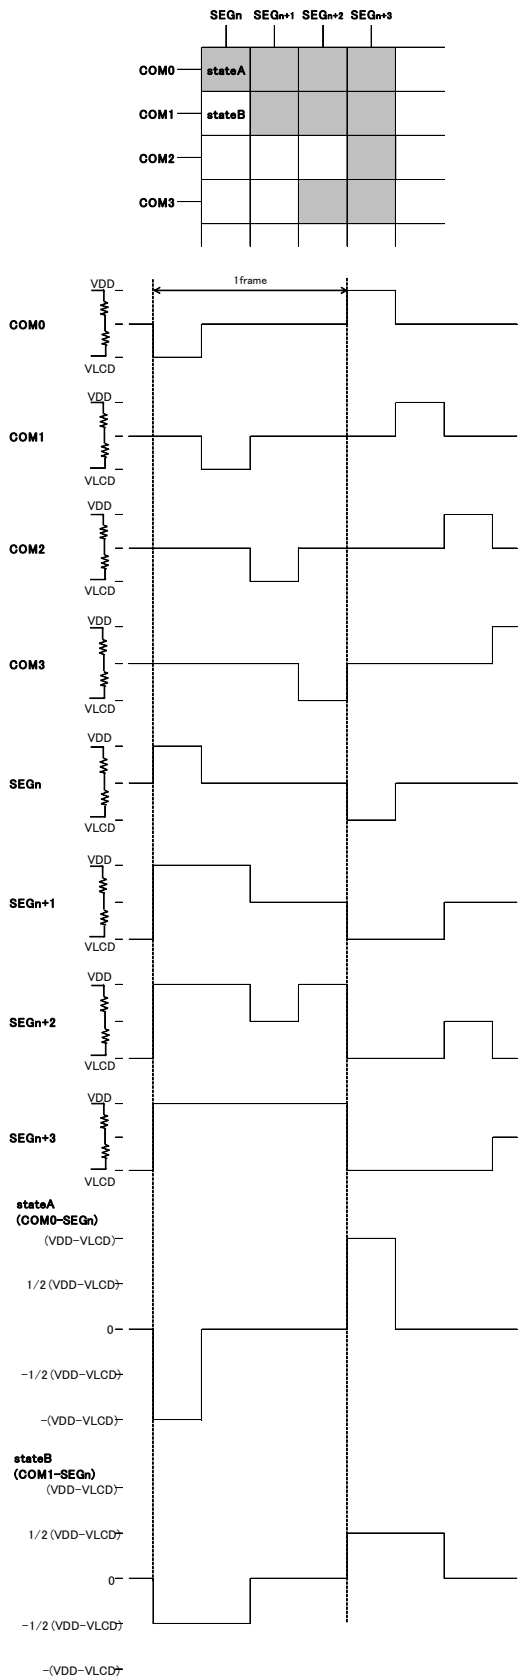 SEGn SEGn+1 SEGn+2 SEGn+3
COM0 stateA
COM1 stateB
COM2
COM3
1frame
VDD
COM0
VLCD
VDD
COM1
VLCD
VDD
COM2
VLCD
VDD
COM3
VLCD
VDD
SEGn
VLCD
VDD
SEGn+1
VLCD
VDD
SEGn+2
VLCD
VDD
SEGn+3
VLCD
stateA
(COM0-SEGn)
(VDD-VLCD)
1/2(VDD-VLCD)
0
-1/2(VDD-VLCD)
-(VDD-VLCD)
stateB
(COM1-SEGn)
(VDD-VLCD)
1/2(VDD-VLCD)
0
-1/2(VDD-VLCD)
-(VDD-VLCD)